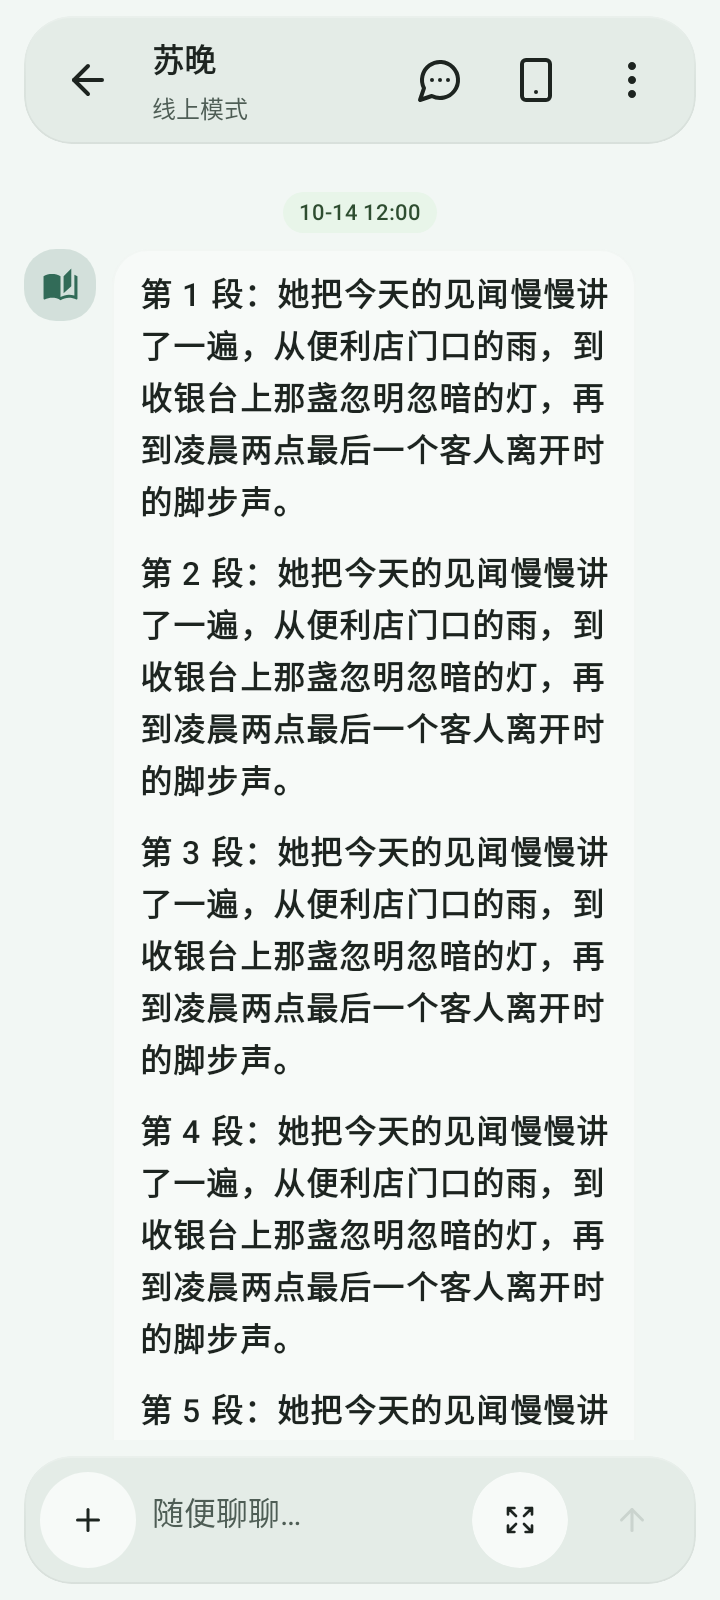 苏晚
线上模式
10-14 12:00
第 1 段：她把今天的见闻慢慢讲
了一遍，从便利店门口的雨，到
收银台上那盏忽明忽暗的灯，再
到凌晨两点最后一个客人离开时
的脚步声。
第 2 段：她把今天的见闻慢慢讲
了一遍，从便利店门口的雨，到
收银台上那盏忽明忽暗的灯，再
到凌晨两点最后一个客人离开时
的脚步声。
第 3 段：她把今天的见闻慢慢讲
了一遍，从便利店门口的雨，到
收银台上那盏忽明忽暗的灯，再
到凌晨两点最后一个客人离开时
的脚步声。
第 4 段：她把今天的见闻慢慢讲
了一遍，从便利店门口的雨，到
收银台上那盏忽明忽暗的灯，再
到凌晨两点最后一个客人离开时
的脚步声。
第 5 段：她把今天的见闻慢慢讲
随便聊聊...